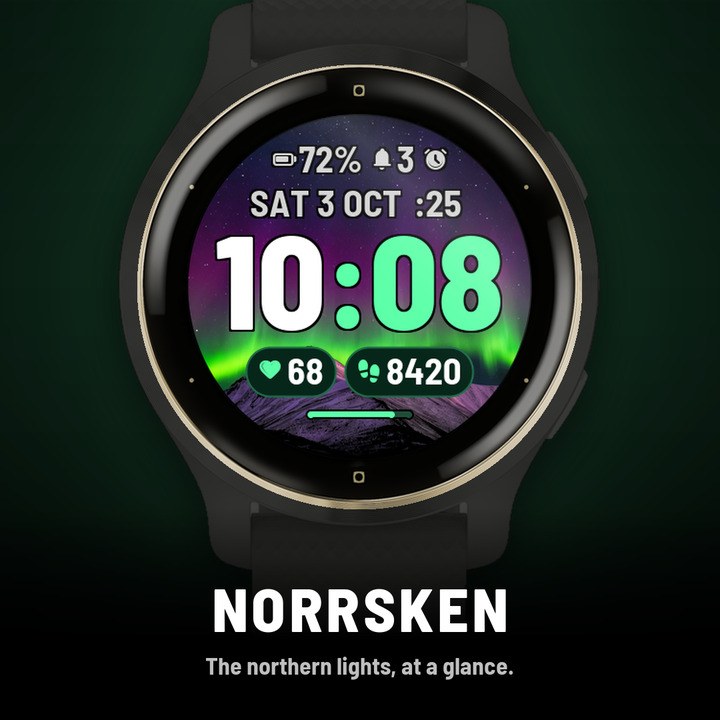 72% 3
SAT 3 OCT :25
10:08
68 8420
NORRSKEN
The northern lights, at a glance.